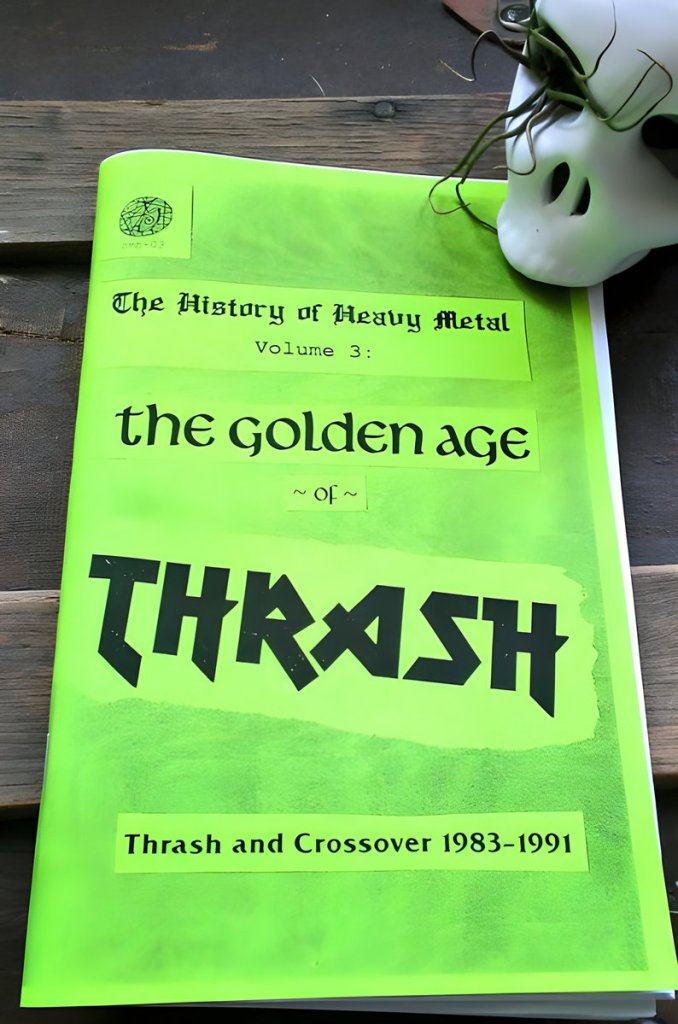 The History of Heavy Metal
Volume 3:
the golden age
~ of ~
THRASH
Thrash and Crossover 1983-1991